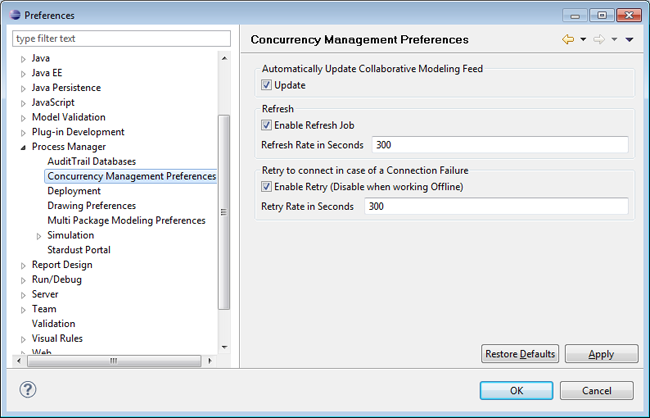 Preferences
type filter text
Java
Java EE
Java Persistence
JavaScript
Model Validation
Plug-in Development
Process Manager
AuditTrail Databases
Concurrency Management Preferences
Deployment
Drawing Preferences
Multi Package Modeling Preferences
Simulation
Stardust Portal
Report Design
Run/Debug
Server
Team
Validation
Visual Rules
Web
Concurrency Management Preferences
Automatically Update Collaborative Modeling Feed
Update
Refresh
Enable Refresh Job
Refresh Rate in Seconds 300
Retry to connect in case of a Connection Failure
Enable Retry (Disable when working Offline)
Retry Rate in Seconds 300
Restore Defaults Apply
OK Cancel